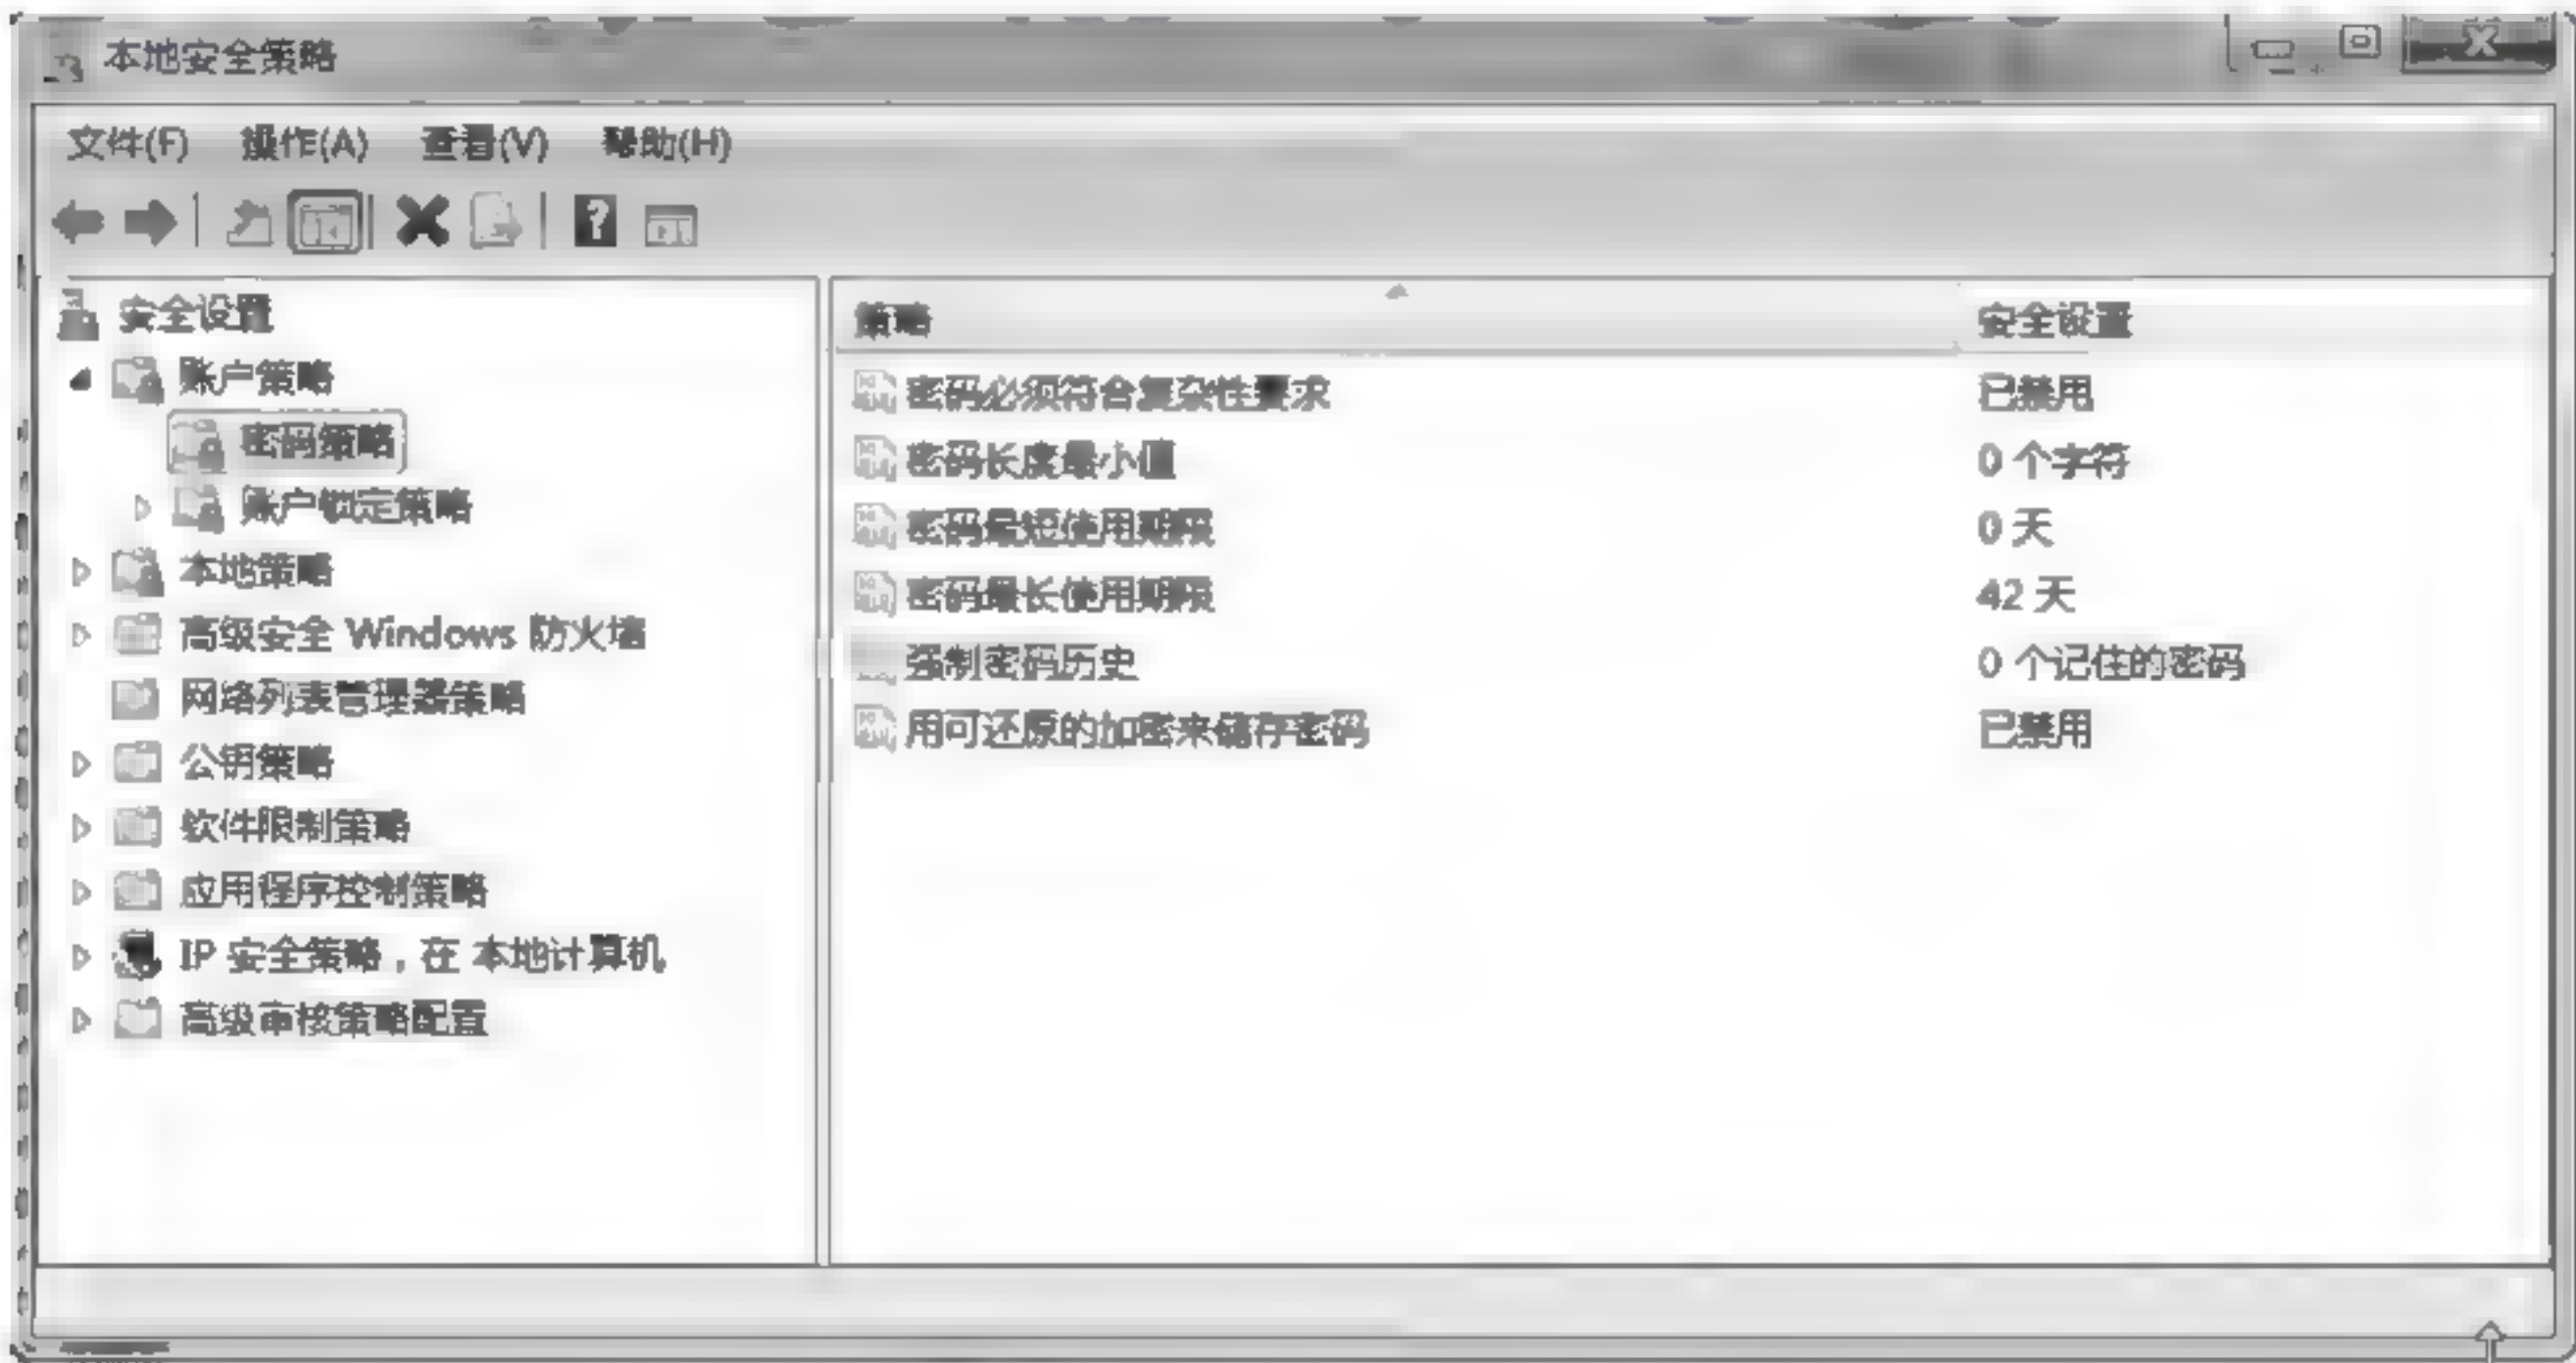 本地安全策略
文件(F) 操作(A) 查看(V) 帮助(H)
安全设置
账户策略
密码策略
账户锁定策略
本地策略
高级安全 Windows 防火墙
网络列表管理器策略
公钥策略
软件限制策略
应用程序控制策略
IP 安全策略，在 本地计算机
高级审核策略配置
策略 安全设置
密码必须符合复杂性要求 已禁用
密码长度最小值 0 个字符
密码最短使用期限 0 天
密码最长使用期限 42 天
强制密码历史 0 个记住的密码
用可还原的加密来储存密码 已禁用